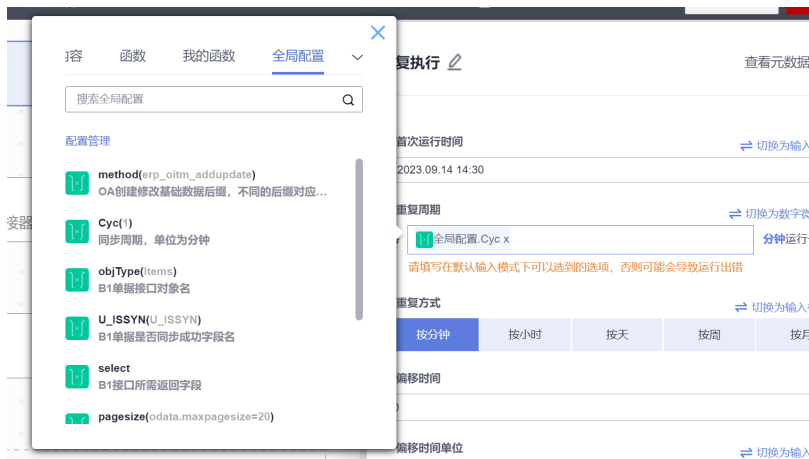 内容 函数 我的函数 全局配置
搜索全局配置
配置管理
method(erp_oitm_addupdate)
OA创建修改基础数据后缀，不同的后缀对应...
Cyc(1)
同步周期，单位为分钟
objType(Items)
B1单据接口对象名
U_ISSYN(U_ISSYN)
B1单据是否同步成功字段名
select
B1接口所需返回字段
pagesize(odata.maxpagesize=20)
接器
复执行
查看元数据
首次运行时间
切换为输入
2023.09.14 14:30
重复周期
切换为数字微
全局配置.Cyc x
分钟运行
请填写在默认输入模式下可以选到的选项，否则可能会导致运行出错
重复方式
切换为输入
按分钟 按小时 按天 按周 按月
偏移时间
0
偏移时间单位
切换为输入